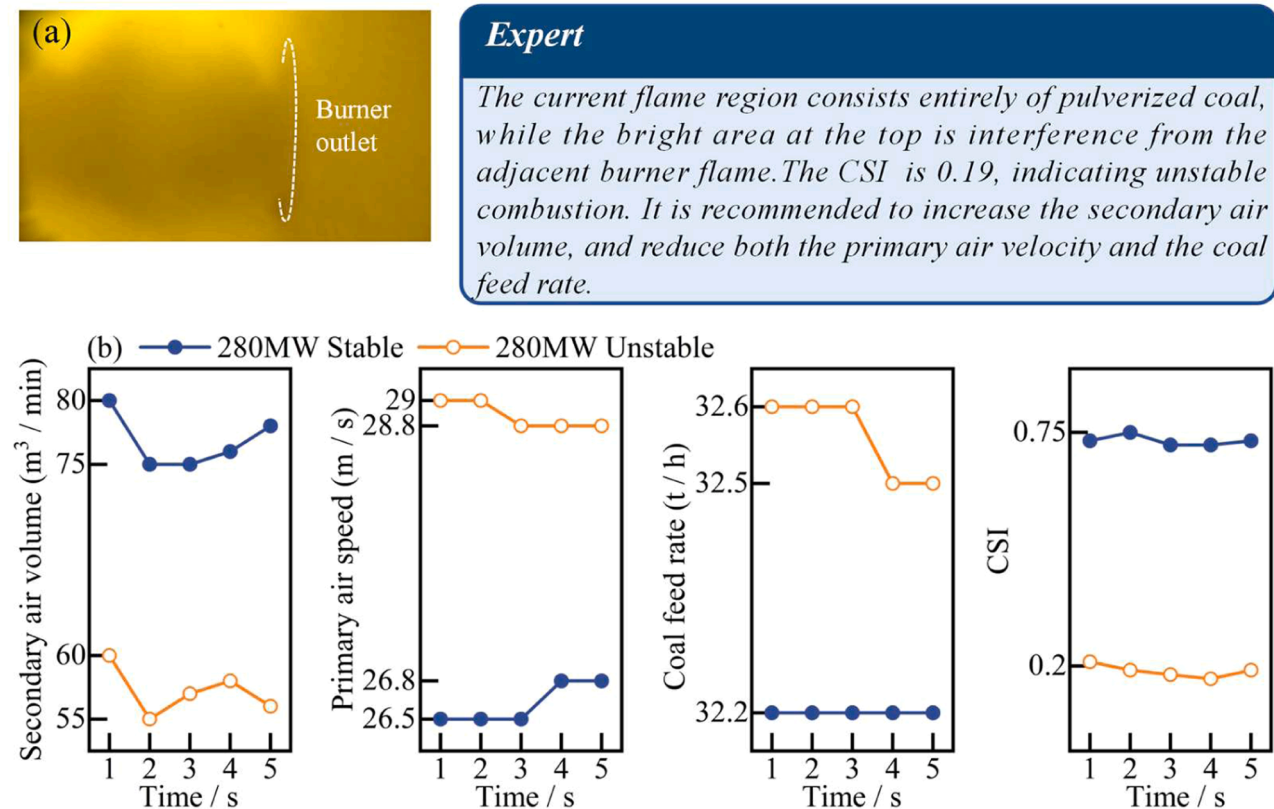 (a)
Burner
outlet
Expert
The current flame region consists entirely of pulverized coal,
while the bright area at the top is interference from the
adjacent burner flame.The CSI is 0.19, indicating unstable
combustion. It is recommended to increase the secondary air
volume, and reduce both the primary air velocity and the coal
feed rate.
(b) 280MW Stable 280MW Unstable
Secondary air volume (m³ / min)
80
75
60
55
1 2 3 4 5
Time / s
Primary air speed (m / s)
29
28.8
26.8
26.5
1 2 3 4 5
Time / s
Coal feed rate (t / h)
32.6
32.5
32.2
1 2 3 4 5
Time / s
CSI
0.75
0.2
1 2 3 4 5
Time / s